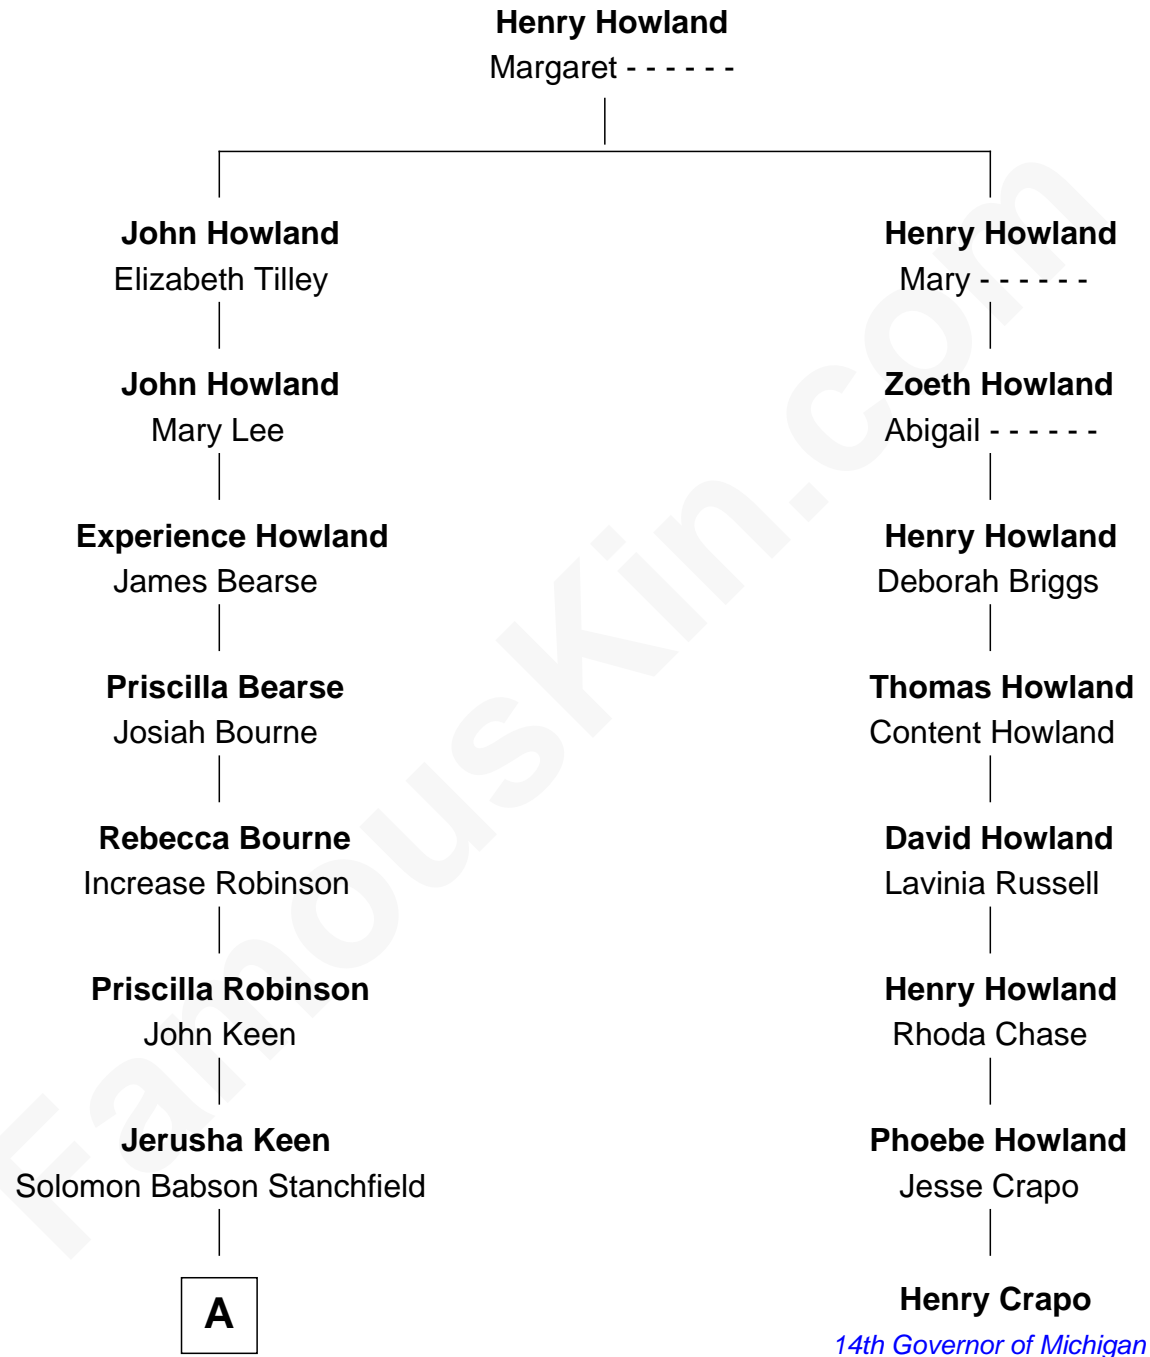 Henry Howland
Margaret - - - - - -
John Howland
Elizabeth Tilley
Henry Howland
Mary - - - - - -
John Howland
Mary Lee
Zoeth Howland
Abigail - - - - - -
Experience Howland
James Bearse
Henry Howland
Deborah Briggs
Priscilla Bearse
Josiah Bourne
Thomas Howland
Content Howland
Rebecca Bourne
Increase Robinson
David Howland
Lavinia Russell
Priscilla Robinson
John Keen
Henry Howland
Rhoda Chase
Jerusha Keen
Solomon Babson Stanchfield
Phoebe Howland
Jesse Crapo
A
Henry Crapo
14th Governor of Michigan
FamousKin.com